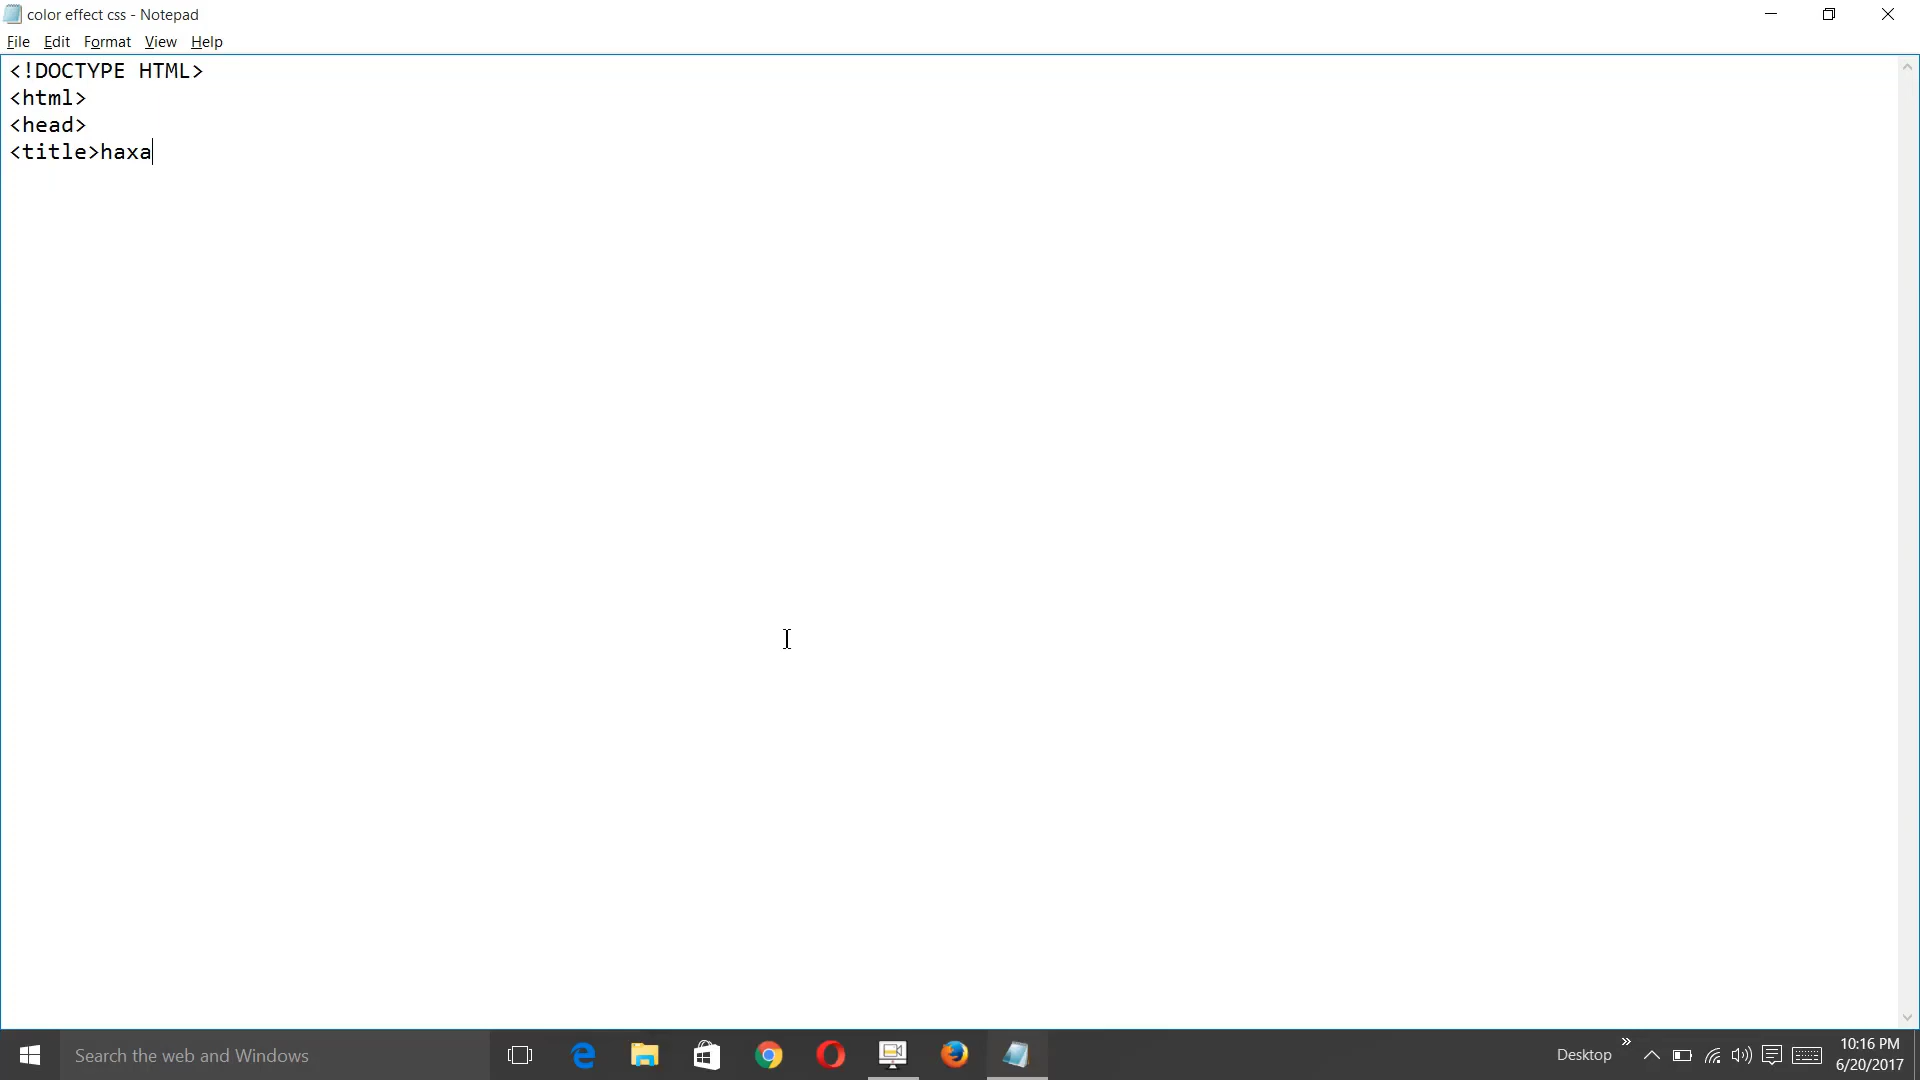 color effect css - Notepad
File Edit Format View Help
<!DOCTYPE HTML>
<html>
<head>
<title>haxa
Search the web and Windows
Desktop
»
10:16 PM
6/20/2017